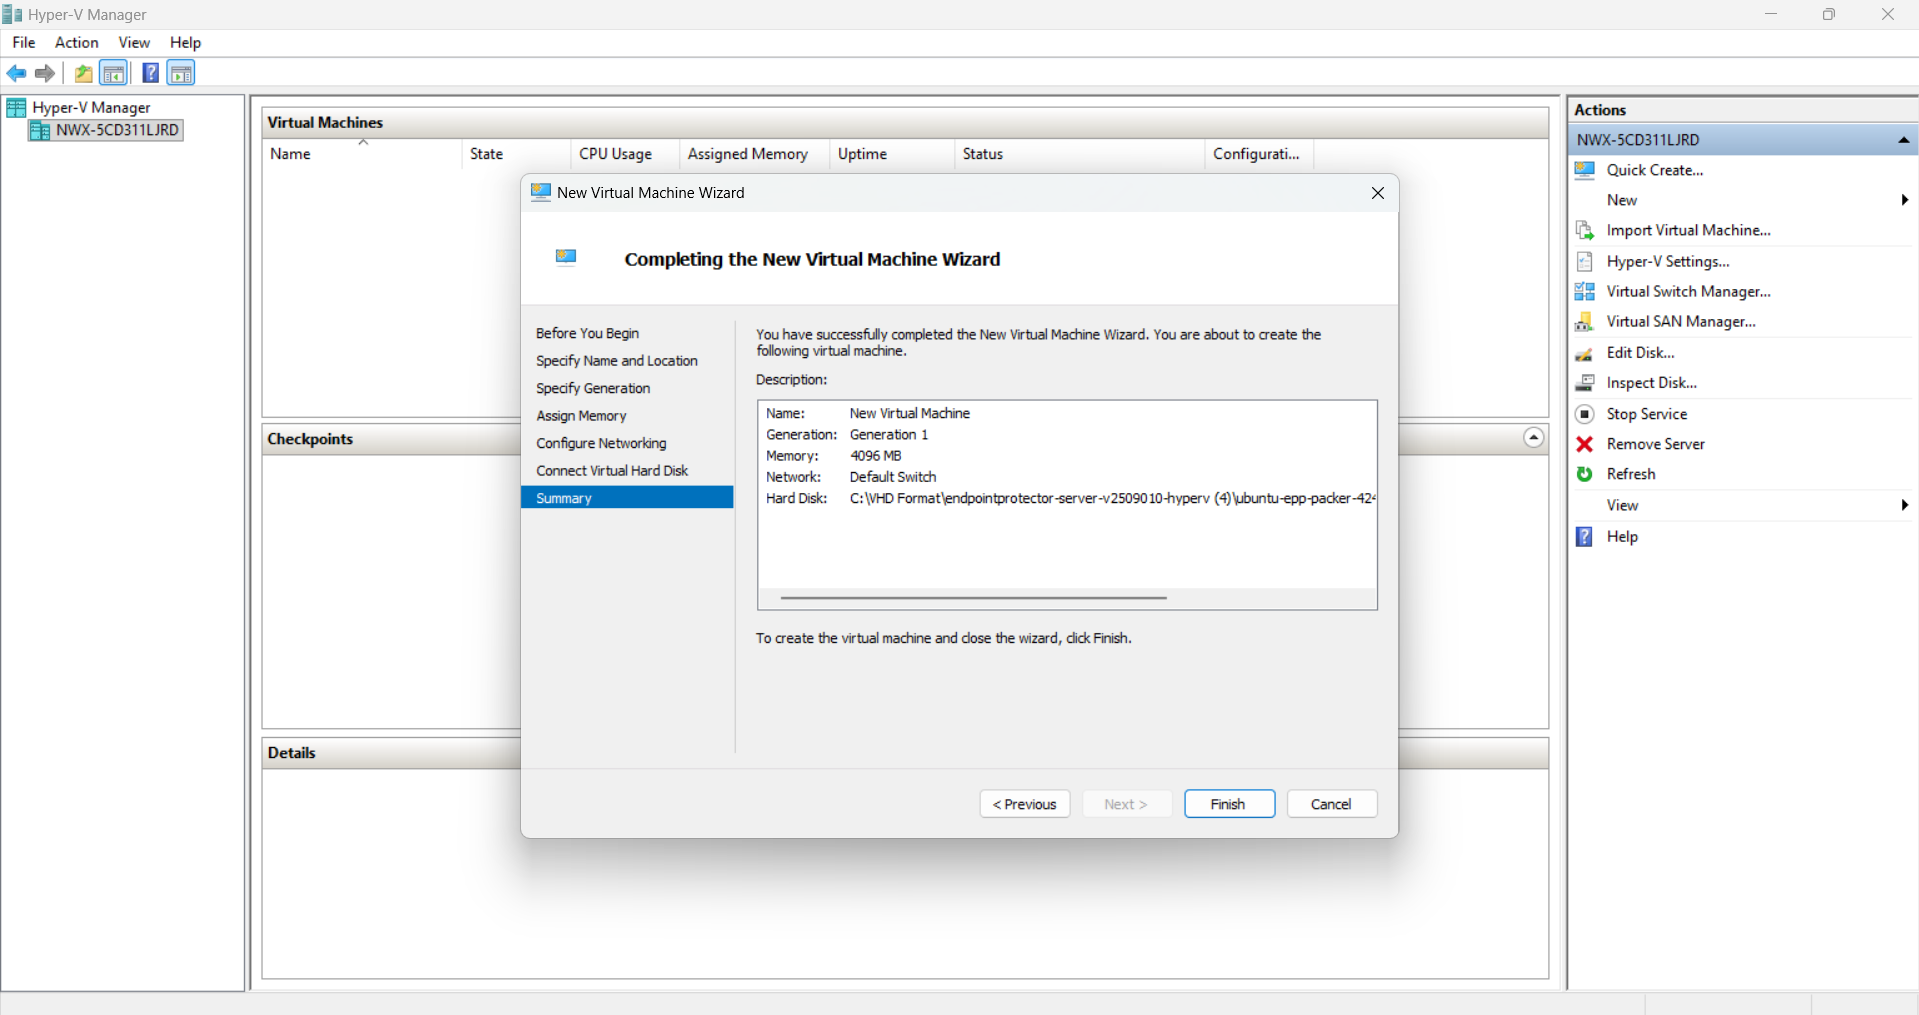 Hyper-V Manager
File Action View Help
Hyper-V Manager
NWX-5CD311LJRD
Virtual Machines
Name State CPU Usage Assigned Memory Uptime Status Configurati...
Checkpoints
Details
New Virtual Machine Wizard
Completing the New Virtual Machine Wizard
Before You Begin
Specify Name and Location
Specify Generation
Assign Memory
Configure Networking
Connect Virtual Hard Disk
Summary
You have successfully completed the New Virtual Machine Wizard. You are about to create the
following virtual machine.
Description:
Name: New Virtual Machine
Generation: Generation 1
Memory: 4096 MB
Network: Default Switch
Hard Disk: C:\VHD Format\endpointprotector-server-v2509010-hyperv (4)\ubuntu-epp-packer-424
To create the virtual machine and close the wizard, click Finish.
< Previous Next > Finish Cancel
Actions
NWX-5CD311LJRD
Quick Create...
New
Import Virtual Machine...
Hyper-V Settings...
Virtual Switch Manager...
Virtual SAN Manager...
Edit Disk...
Inspect Disk...
Stop Service
Remove Server
Refresh
View
Help